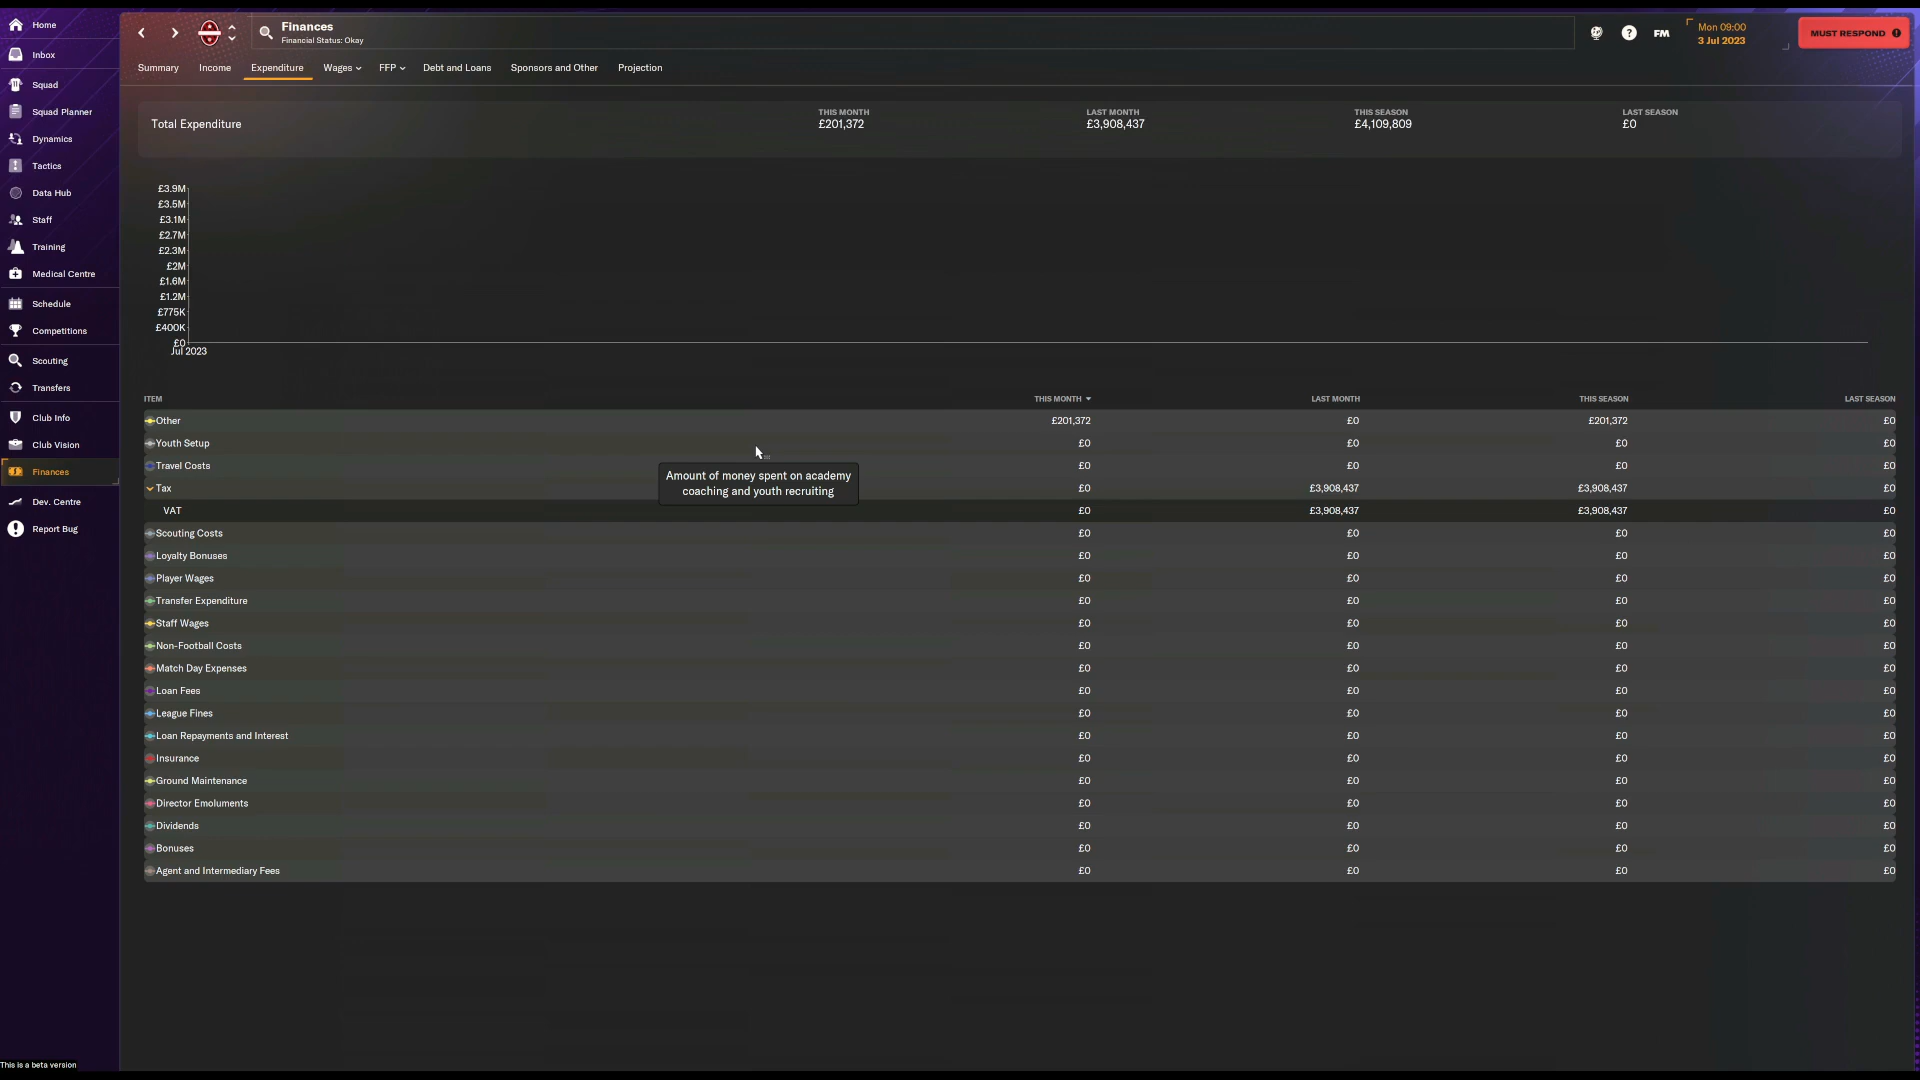 Home
Finances
Financial Status: Okay
FM
Mon 09:00
3 Jul 2023
MUST RESPOND
Inbox
Squad
Squad Planner
Dynamics
Tactics
Data Hub
Staff
Training
Medical Centre
Schedule
Competitions
Scouting
Transfers
Club Info
Club Vision
Finances
Dev. Centre
Report Bug
Summary Income Expenditure Wages FFP Debt and Loans Sponsors and Other Projection
Total Expenditure
THIS MONTH LAST MONTH THIS SEASON LAST SEASON
£201,372 £3,908,437 £4,109,809 £0
£3.9M
£3.5M
£3.1M
£2.7M
£2.3M
£2M
£1.6M
£1.2M
£775K
£400K
£0
Jul 2023
ITEM THIS MONTH LAST MONTH THIS SEASON LAST SEASON
Other £201,372 £0 £201,372 £0
Youth Setup £0 £0 £0 £0
Travel Costs £0 £0 £0 £0
Amount of money spent on academy
coaching and youth recruiting
Tax £0 £3,908,437 £3,908,437 £0
VAT £0 £3,908,437 £3,908,437 £0
Scouting Costs £0 £0 £0 £0
Loyalty Bonuses £0 £0 £0 £0
Player Wages £0 £0 £0 £0
Transfer Expenditure £0 £0 £0 £0
Staff Wages £0 £0 £0 £0
Non-Football Costs £0 £0 £0 £0
Match Day Expenses £0 £0 £0 £0
Loan Fees £0 £0 £0 £0
League Fines £0 £0 £0 £0
Loan Repayments and Interest £0 £0 £0 £0
Insurance £0 £0 £0 £0
Ground Maintenance £0 £0 £0 £0
Director Emoluments £0 £0 £0 £0
Dividends £0 £0 £0 £0
Bonuses £0 £0 £0 £0
Agent and Intermediary Fees £0 £0 £0 £0
This is a beta version